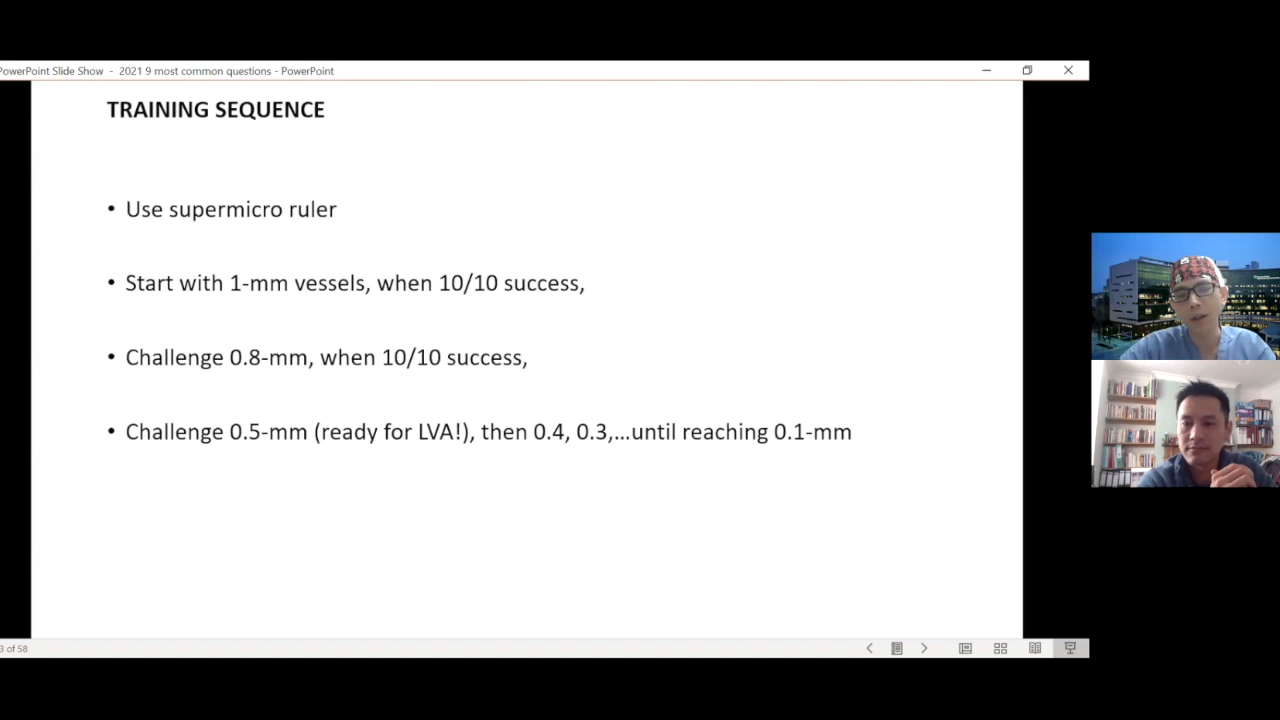 PowerPoint Slide Show - 2021 9 most common questions - PowerPoint
TRAINING SEQUENCE
• Use supermicro ruler
• Start with 1-mm vessels, when 10/10 success,
• Challenge 0.8-mm, when 10/10 success,
• Challenge 0.5-mm (ready for LVA!), then 0.4, 0.3,...until reaching 0.1-mm
3 of 58